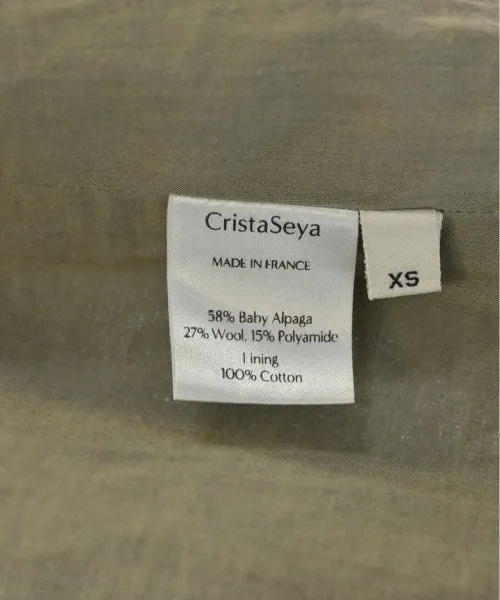 CristaSeya
MADE IN FRANCE
XS
58% Baby Alpaga
27% Wool, 15% Polyamide
Lining
100% Cotton